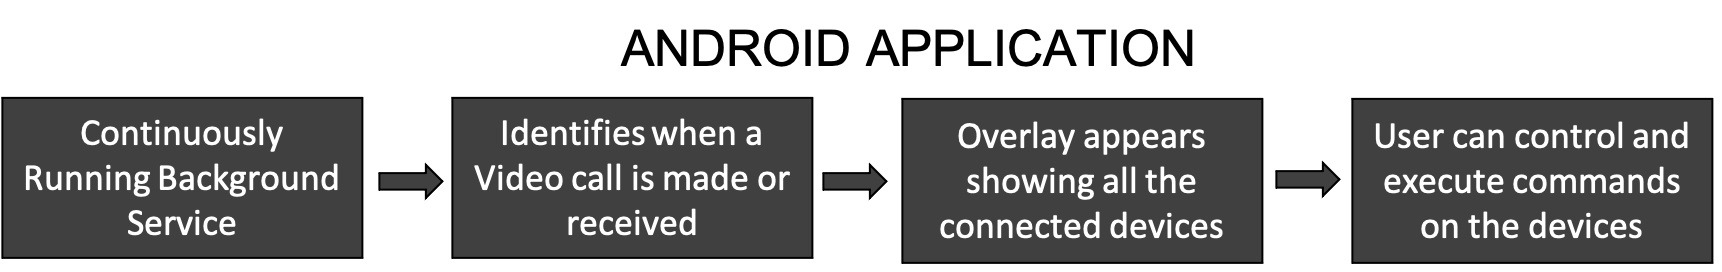 ANDROID APPLICATION
Continuously
Running Background
Service
Identifies when a
Video call is made or
received
Overlay appears
showing all the
connected devices
User can control and
execute commands
on the devices